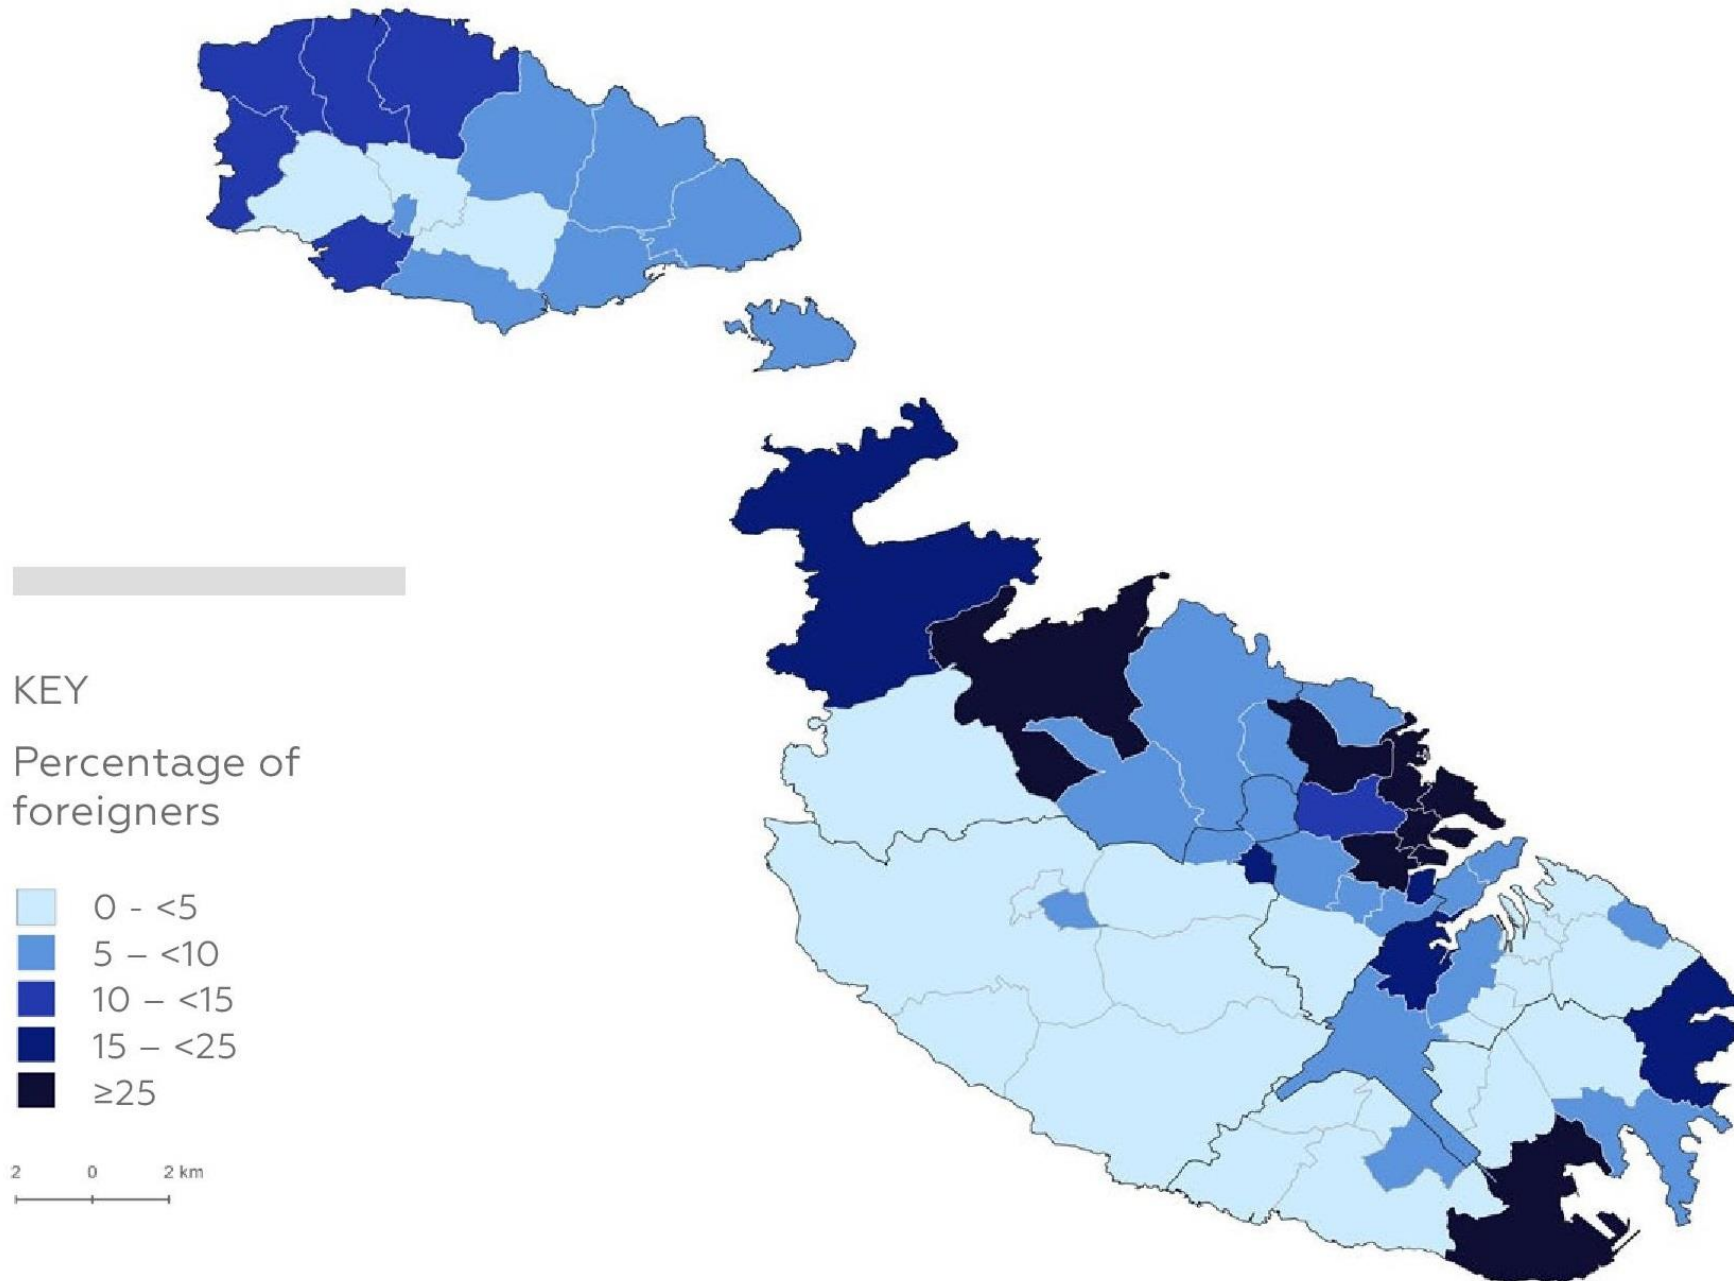 KEY
Percentage of
foreigners
0 - <5
5 – <10
10 – <15
15 – <25
≥25
2 0 2 km